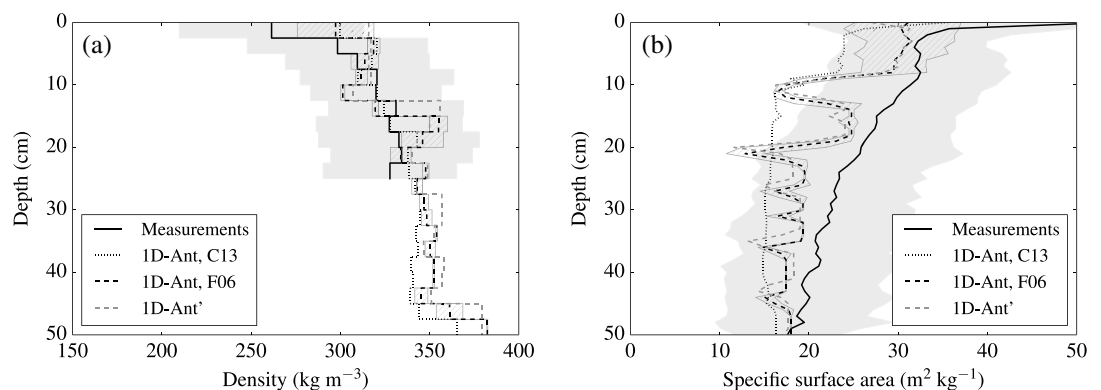 (a)
0
10
20
30
40
50
Depth (cm)
Measurements
1D-Ant, C13
1D-Ant, F06
1D-Ant’
150 200 250 300 350 400
Density (kg m⁻³)
(b)
0
10
20
30
40
50
Depth (cm)
Measurements
1D-Ant, C13
1D-Ant, F06
1D-Ant’
0 10 20 30 40 50
Specific surface area (m² kg⁻¹)